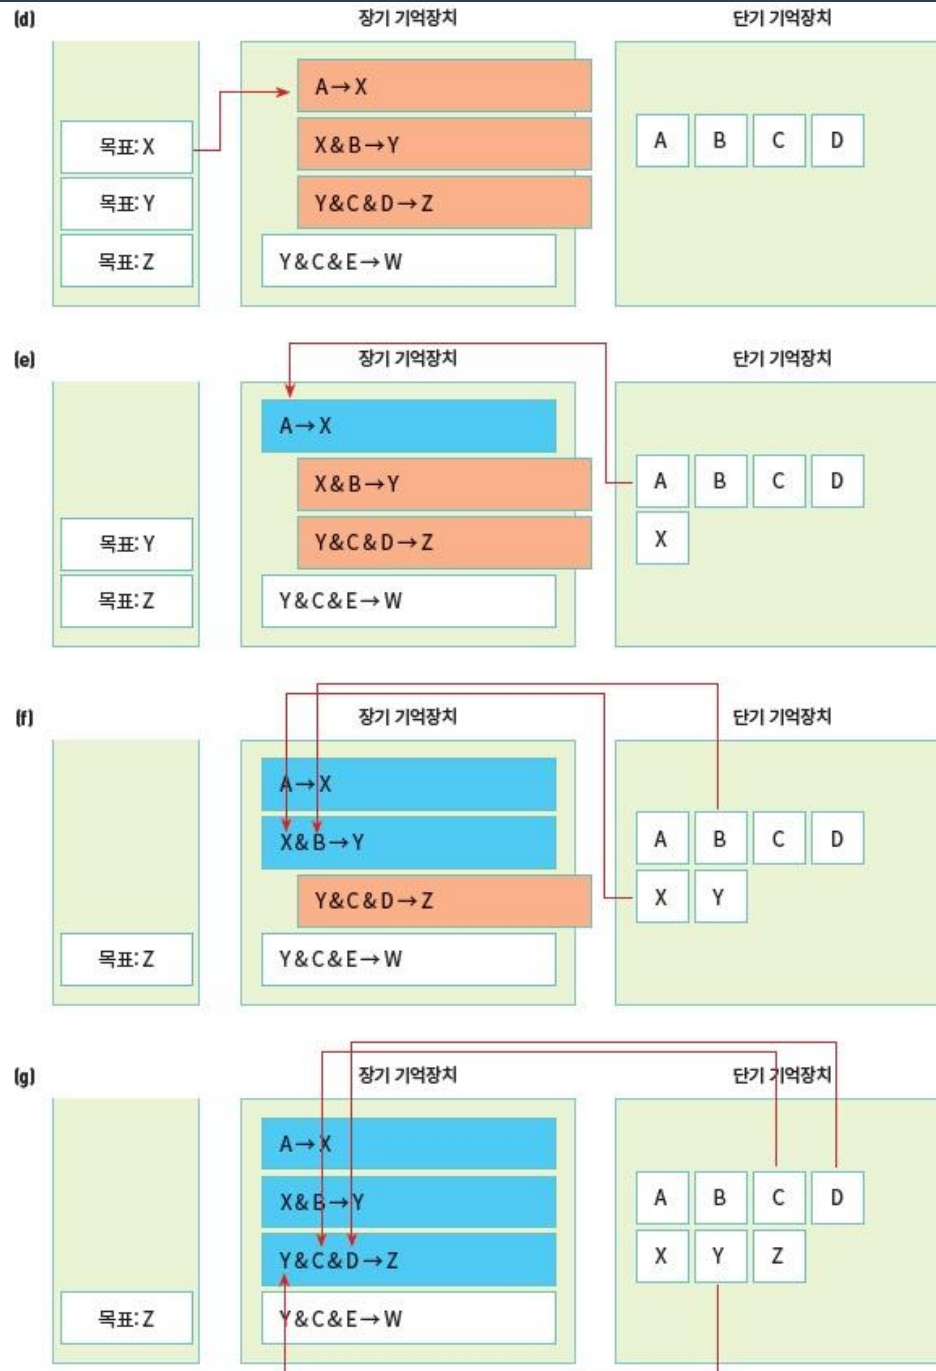 (d)
장기 기억장치
단기 기억장치
목표: X
목표: Y
목표: Z
A→X
X&B→Y
Y&C&D→Z
Y&C&E→W
A B C D
(e)
장기 기억장치
단기 기억장치
목표: Y
목표: Z
A→X
X&B→Y
Y&C&D→Z
Y&C&E→W
A B C D
X
(f)
장기 기억장치
단기 기억장치
목표: Z
A→X
X&B→Y
Y&C&D→Z
Y&C&E→W
A B C D
X Y
(g)
장기 기억장치
단기 기억장치
목표: Z
A→X
X&B→Y
Y&C&D→Z
Y&C&E→W
A B C D
X Y Z